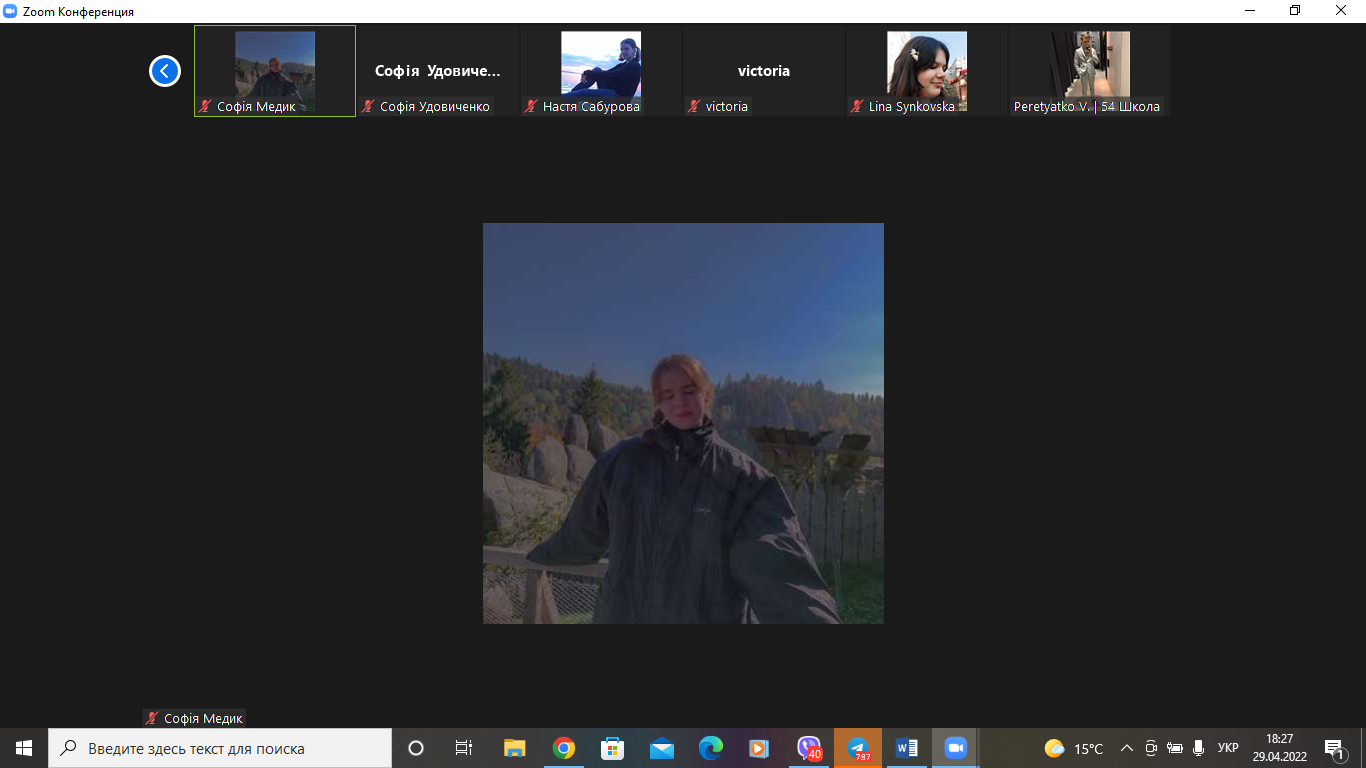 Zoom Конференция
Софія Удовиче...
victoria
Софія Медик
Софія Удовиченко
Настя Сабурова
victoria
Lina Synkovska
Peretyatko V. | 54 Школа
Софія Медик
Введите здесь текст для поиска
40
787
15°C
УКР
18:27
29.04.2022
1